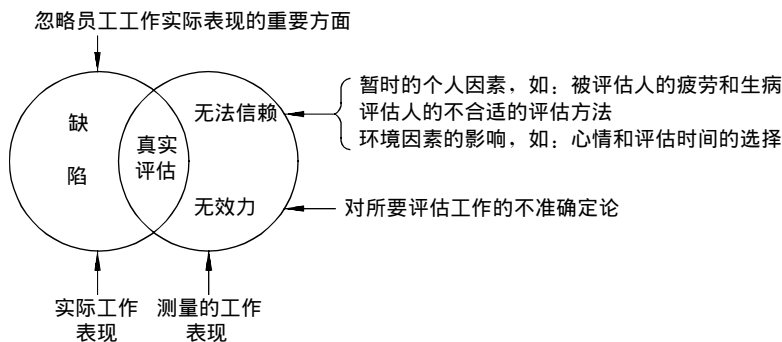 忽略员工工作实际表现的重要方面
暂时的个人因素，如：被评估人的疲劳和生病
评估人的不合适的评估方法
环境因素的影响，如：心情和评估时间的选择
缺
陷
真实
评估
无法信赖
无效力
对所要评估工作的不准确定论
实际工作
表现
测量的工作
表现